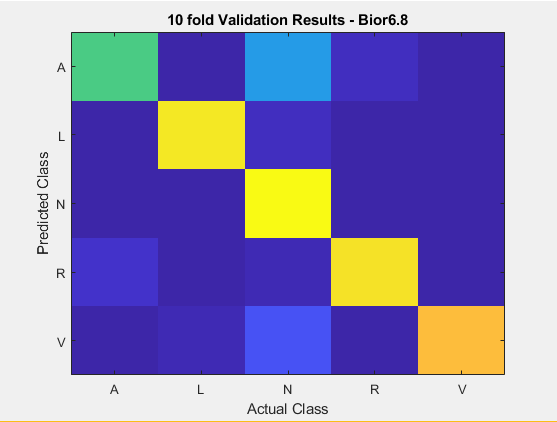 10 fold Validation Results - Bior6.8
A
L
N
R
V
Predicted Class
A L N R V
Actual Class